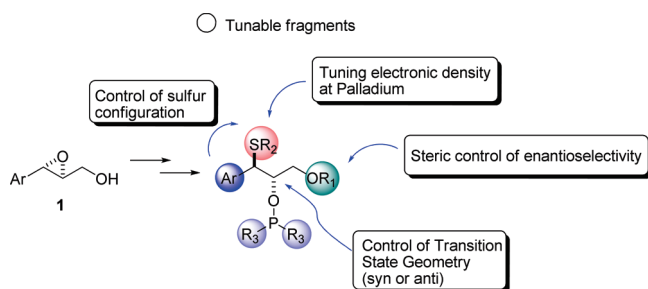 Tunable fragments
Tuning electronic density
at Palladium
Control of sulfur
configuration
SR2
Steric control of enantioselectivity
O
Ar
OH
Ar
OR1
1
O
P
R3
R3
Control of Transition
State Geometry
(syn or anti)